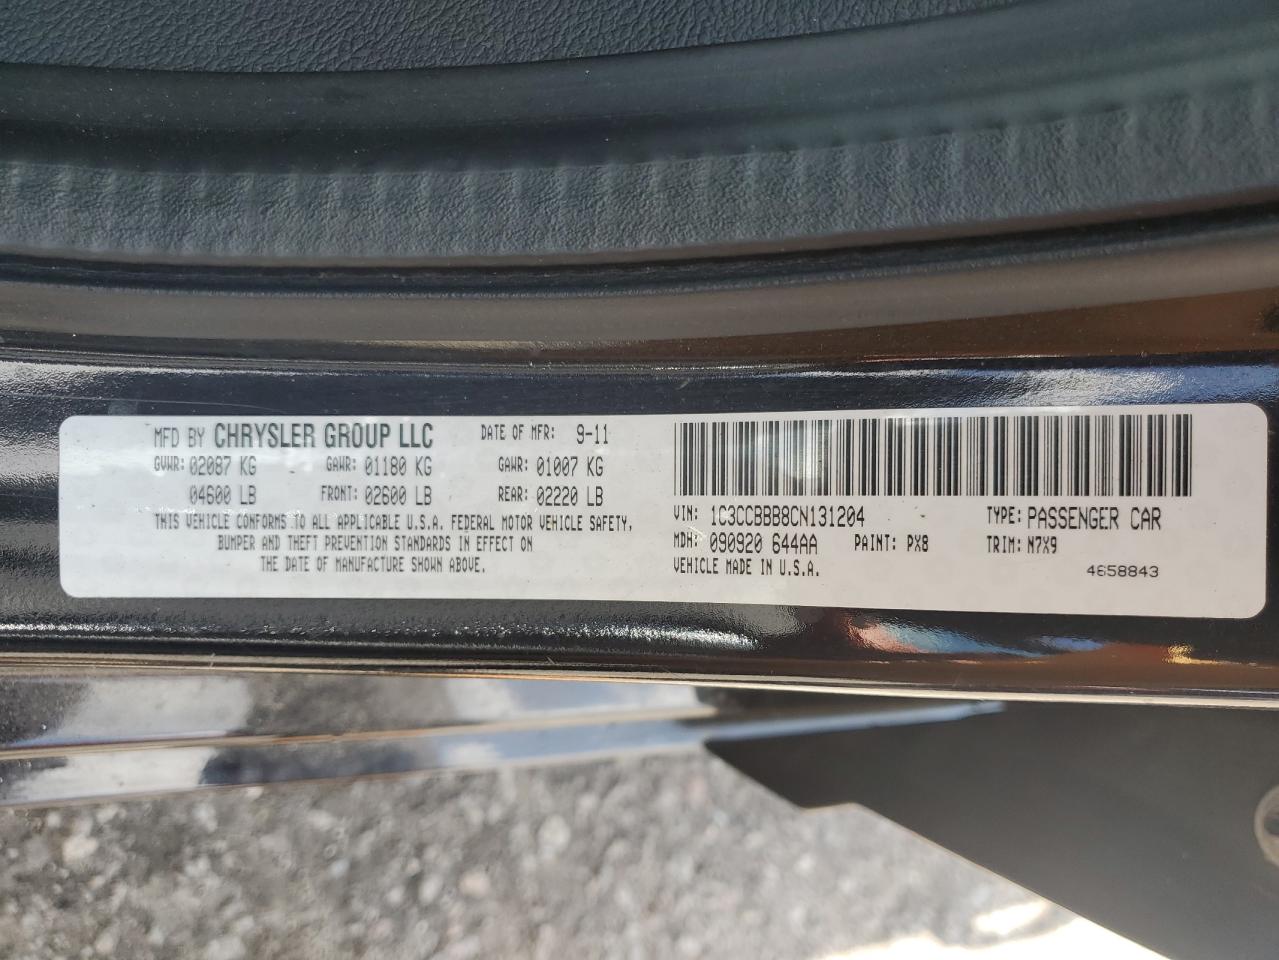 MFD BY CHRYSLER GROUP LLC DATE OF MFR: 9-11
GVWR: 02087 KG GAWR: 01180 KG GAWR: 01007 KG
04600 LB FRONT: 02600 LB REAR: 02220 LB
THIS VEHICLE CONFORMS TO ALL APPLICABLE U.S.A. FEDERAL MOTOR VEHICLE SAFETY,
BUMPER AND THEFT PREVENTION STANDARDS IN EFFECT ON
THE DATE OF MANUFACTURE SHOWN ABOVE.
VIN: 1C3CCBBB8CN131204 TYPE: PASSENGER CAR
MDH: 090920 644AA PAINT: PX8 TRIM: N7X9
VEHICLE MADE IN U.S.A. 4658843